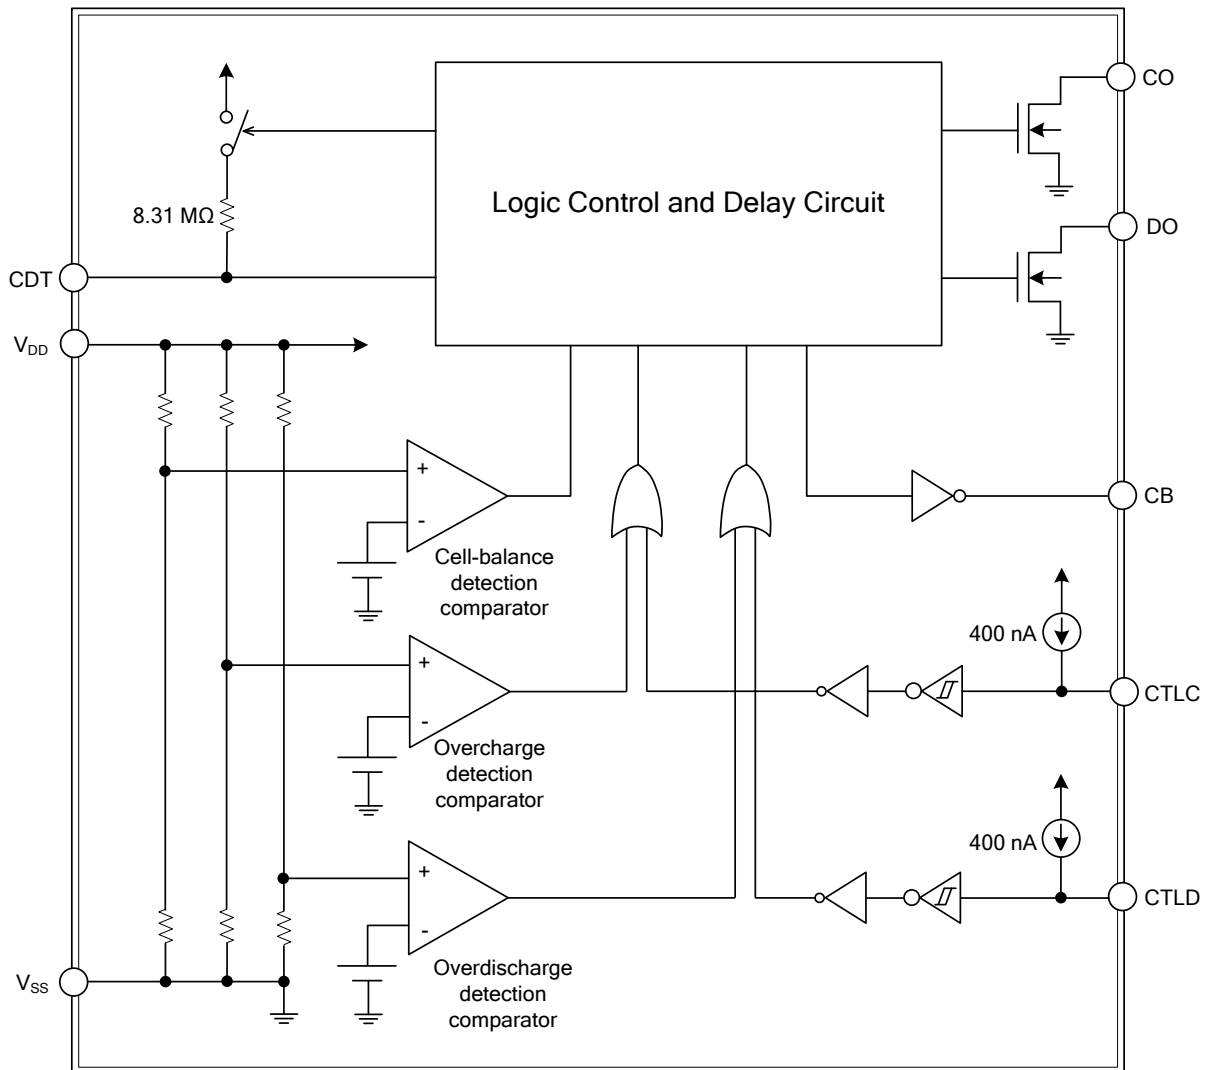 CO
Logic Control and Delay Circuit
8.31 MΩ
DO
CDT
VDD
+
-
CB
Cell-balance
detection
comparator
400 nA
+
-
CTLC
Overcharge
detection
comparator
400 nA
+
-
CTLD
Overdischarge
detection
comparator
VSS